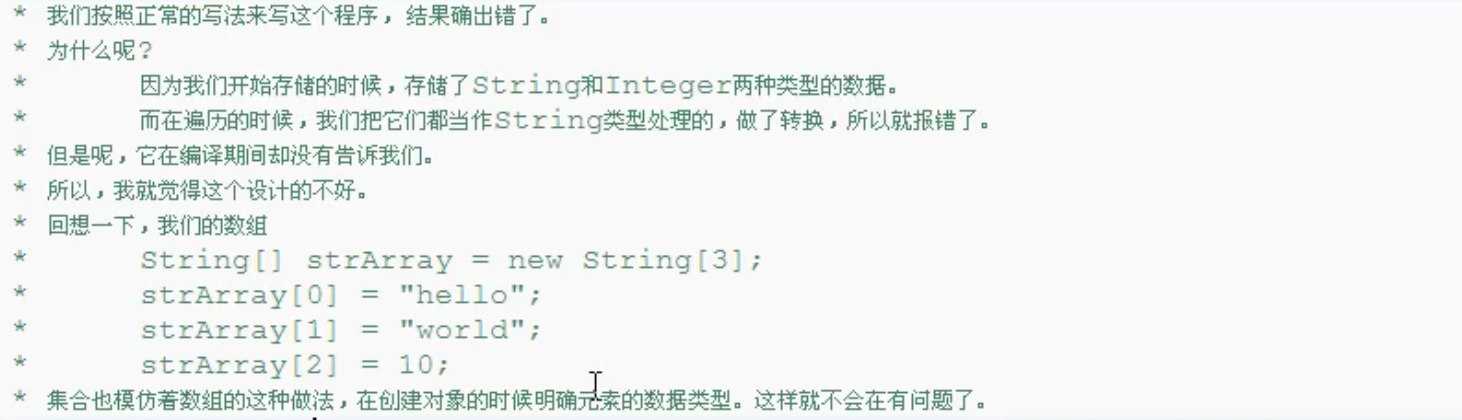 * 我们按照正常的写法来写这个程序，结果确出错了。
* 为什么呢？
* 因为我们开始存储的时候，存储了String和Integer两种类型的数据。
* 而在遍历的时候，我们把它们都当作String类型处理的，做了转换，所以就报错了。
* 但是呢，它在编译期间却没有告诉我们。
* 所以，我就觉得这个设计的不好。
* 回想一下，我们的数组
* String[] strArray = new String[3];
* strArray[0] = "hello";
* strArray[1] = "world";
* strArray[2] = 10;
* 集合也模仿着数组的这种做法，在创建对象的时候明确元素的数据类型。这样就不会在有问题了。